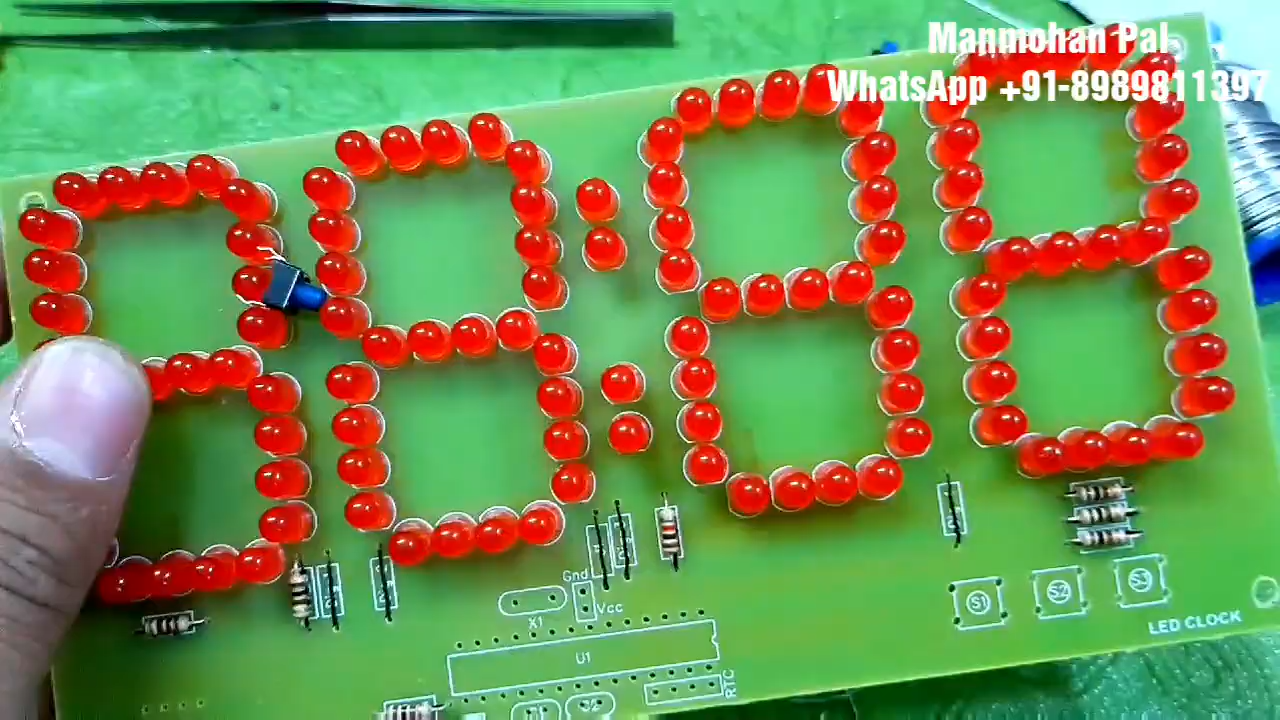 Manmohan Pal
WhatsApp +91-8989811397
Gnd
Vcc
X1
U1
RTC
S1
S2
S3
LED CLOCK